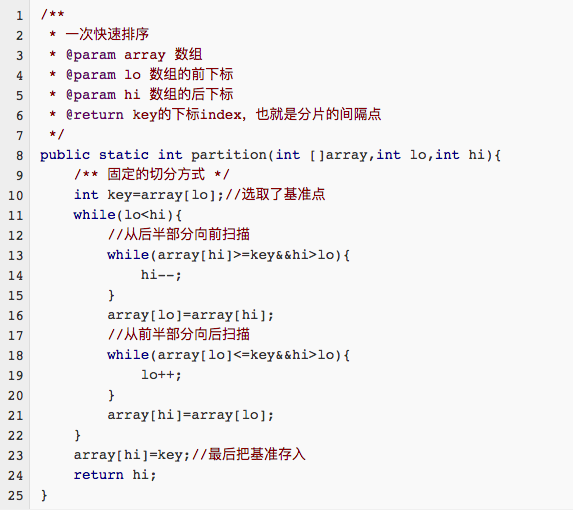 1 /**
2  * 一次快速排序
3  * @param array 数组
4  * @param lo 数组的前下标
5  * @param hi 数组的后下标
6  * @return key的下标index，也就是分片的间隔点
7  */
8 public static int partition(int []array,int lo,int hi){
9     /** 固定的切分方式 */
10     int key=array[lo];//选取了基准点
11     while(lo<hi){
12         //从后半部分向前扫描
13         while(array[hi]>=key&&hi>lo){
14             hi--;
15         }
16         array[lo]=array[hi];
17         //从前半部分向后扫描
18         while(array[lo]<=key&&hi>lo){
19             lo++;
20         }
21         array[hi]=array[lo];
22     }
23     array[hi]=key;//最后把基准存入
24     return hi;
25 }